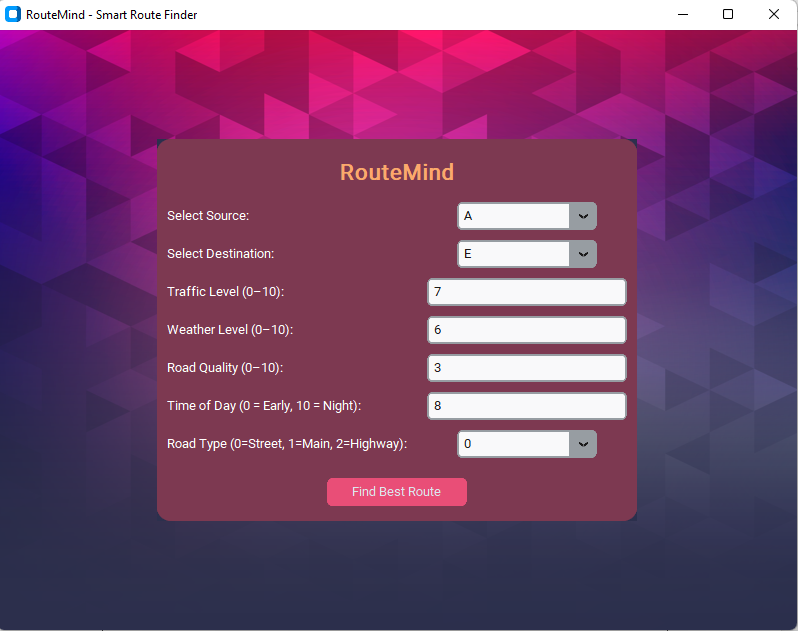 RouteMind - Smart Route Finder
RouteMind
Select Source: A
Select Destination: E
Traffic Level (0–10): 7
Weather Level (0–10): 6
Road Quality (0–10): 3
Time of Day (0 = Early, 10 = Night): 8
Road Type (0=Street, 1=Main, 2=Highway): 0
Find Best Route